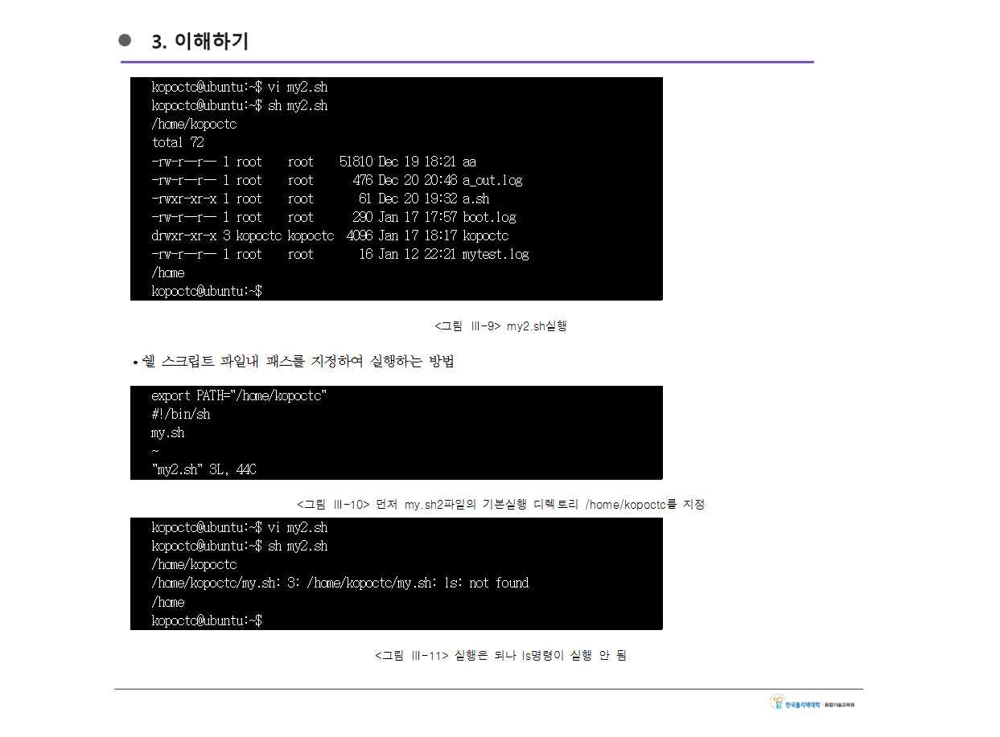 3. 이해하기
kopoctc@ubuntu:~$ vi my2.sh
kopoctc@ubuntu:~$ sh my2.sh
/home/kopoctc
total 72
-rw-r--r-- 1 root root 51810 Dec 19 18:21 aa
-rw-r--r-- 1 root root 476 Dec 20 20:48 a_out.log
-rwxr-xr-x 1 root root 61 Dec 20 19:32 a.sh
-rw-r--r-- 1 root root 290 Jan 17 17:57 boot.log
drwxr-xr-x 3 kopoctc kopoctc 4096 Jan 17 18:17 kopoctc
-rw-r--r-- 1 root root 16 Jan 12 22:21 mytest.log
/home
kopoctc@ubuntu:~$
<그림 Ⅲ-9> my2.sh실행
• 쉘 스크립트 파일내 패스를 지정하여 실행하는 방법
export PATH="/home/kopoctc"
#!/bin/sh
my.sh
~
"my2.sh" 3L, 44C
<그림 Ⅲ-10> 먼저 my.sh2파일의 기본실행 디렉토리 /home/kopoctc를 지정
kopoctc@ubuntu:~$ vi my2.sh
kopoctc@ubuntu:~$ sh my2.sh
/home/kopoctc
/home/kopoctc/my.sh: 3: /home/kopoctc/my.sh: ls: not found
/home
kopoctc@ubuntu:~$
<그림 Ⅲ-11> 실행은 되나 ls명령이 실행 안 됨
한국폴리텍대학 융합기술교육원